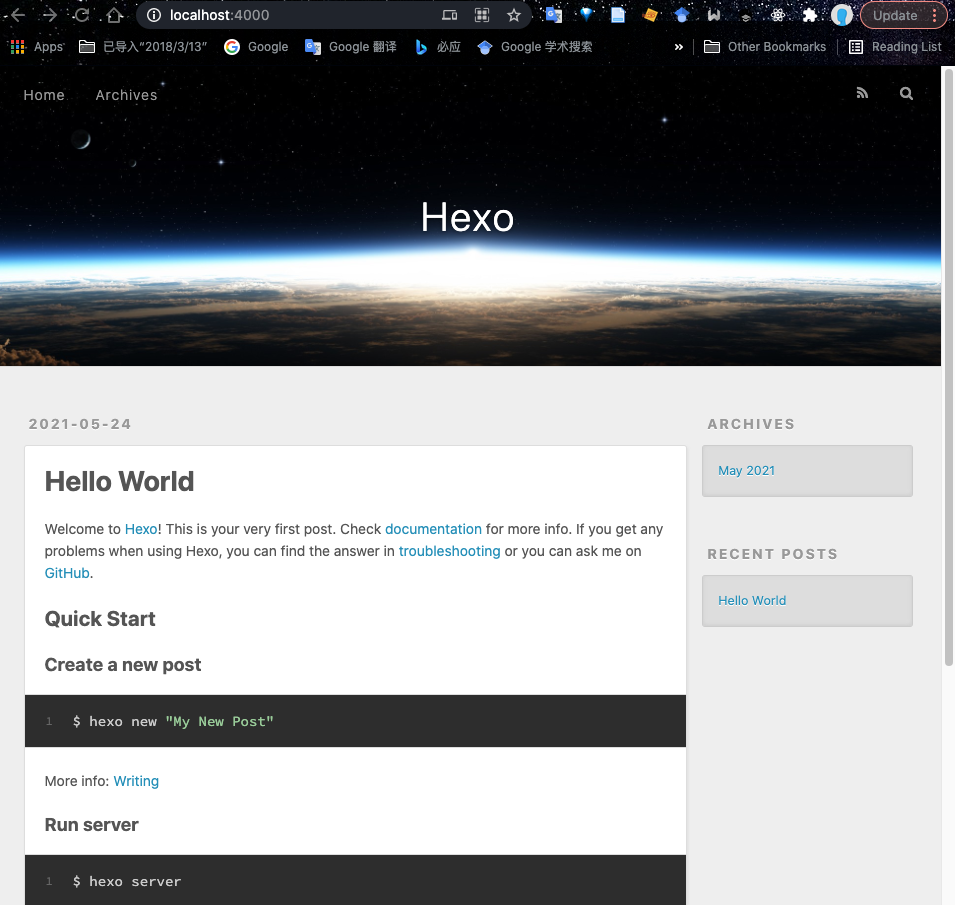 localhost:4000
Update
Apps
已导入“2018/3/13”
Google
Google 翻译
必应
Google 学术搜索
»
Other Bookmarks
Reading List
Home
Archives
Hexo
2021-05-24
ARCHIVES
Hello World
May 2021
Welcome to Hexo! This is your very first post. Check documentation for more info. If you get any
problems when using Hexo, you can find the answer in troubleshooting or you can ask me on
GitHub.
RECENT POSTS
Hello World
Quick Start
Create a new post
1 $ hexo new "My New Post"
More info: Writing
Run server
1 $ hexo server